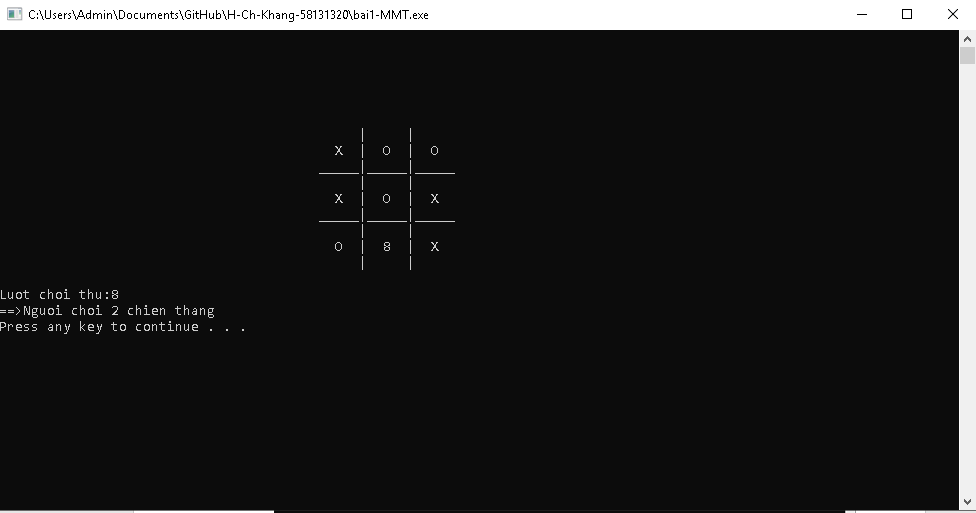 C:\Users\Admin\Documents\GitHub\H-Ch-Khang-58131320\bai1-MMT.exe
X | O | O
X | O | X
O | 8 | X
Luot choi thu:8
==>Nguoi choi 2 chien thang
Press any key to continue . . .